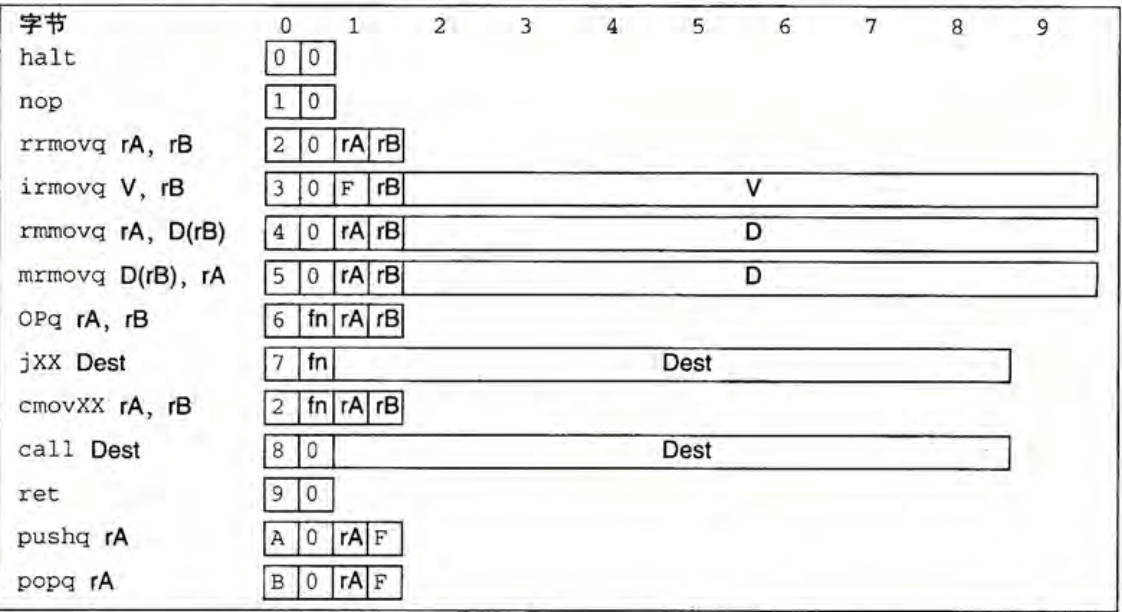 字节 0 1 2 3 4 5 6 7 8 9
halt 0 0
nop 1 0
rrmovq rA, rB 2 0 rA rB
irmovq V, rB 3 0 F rB V
rmmovq rA, D(rB) 4 0 rA rB D
mrmovq D(rB), rA 5 0 rA rB D
OPq rA, rB 6 fn rA rB
jXX Dest 7 fn Dest
cmovXX rA, rB 2 fn rA rB
call Dest 8 0 Dest
ret 9 0
pushq rA A 0 rA F
popq rA B 0 rA F